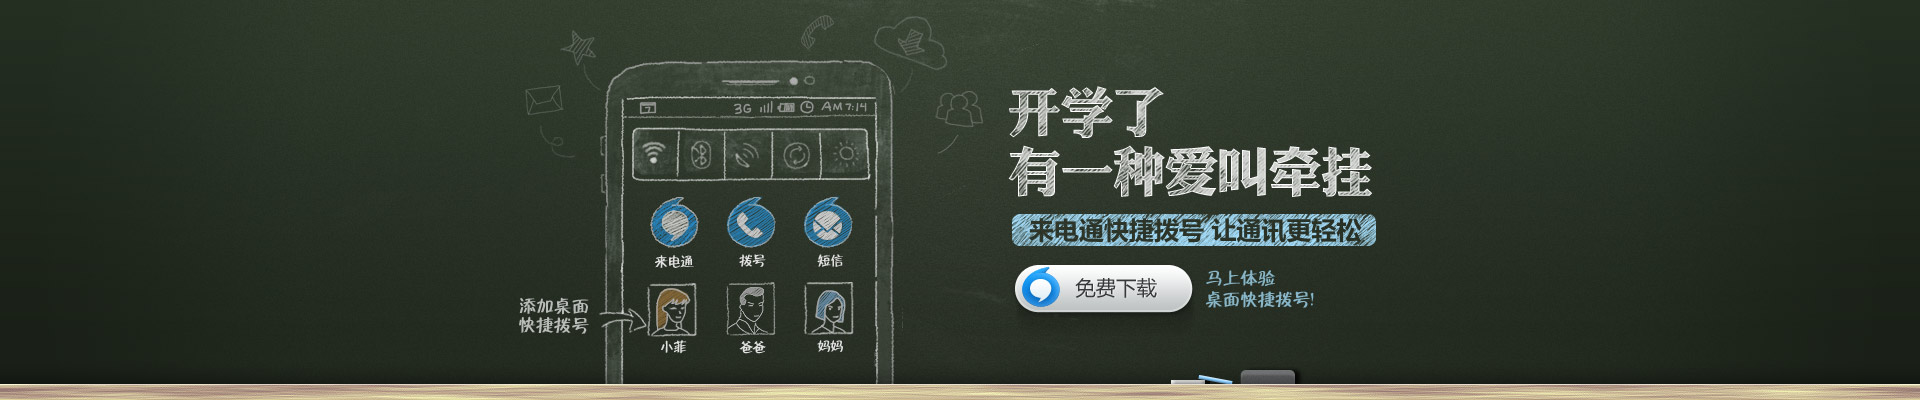 3G AM 7:14
来电通 拨号 短信
添加桌面
快捷拨号
小菲 爸爸 妈妈
开学了
有一种爱叫牵挂
来电通快捷拨号 让通讯更轻松
免费下载
马上体验
桌面快捷拨号!